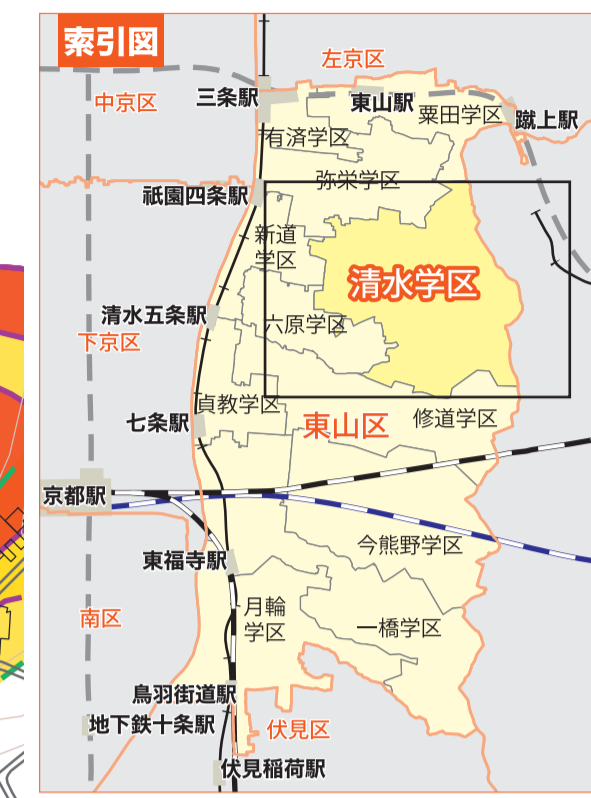 索引図
左京区
中京区
三条駅
東山駅
粟田学区
蹴上駅
有済学区
弥栄学区
祇園四条駅
新道
学区
清水学区
清水五条駅
六原学区
下京区
貞教学区
東山区
修道学区
七条駅
京都駅
今熊野学区
東福寺駅
月輪
学区
一橋学区
南区
鳥羽街道駅
地下鉄十条駅
伏見区
伏見稲荷駅